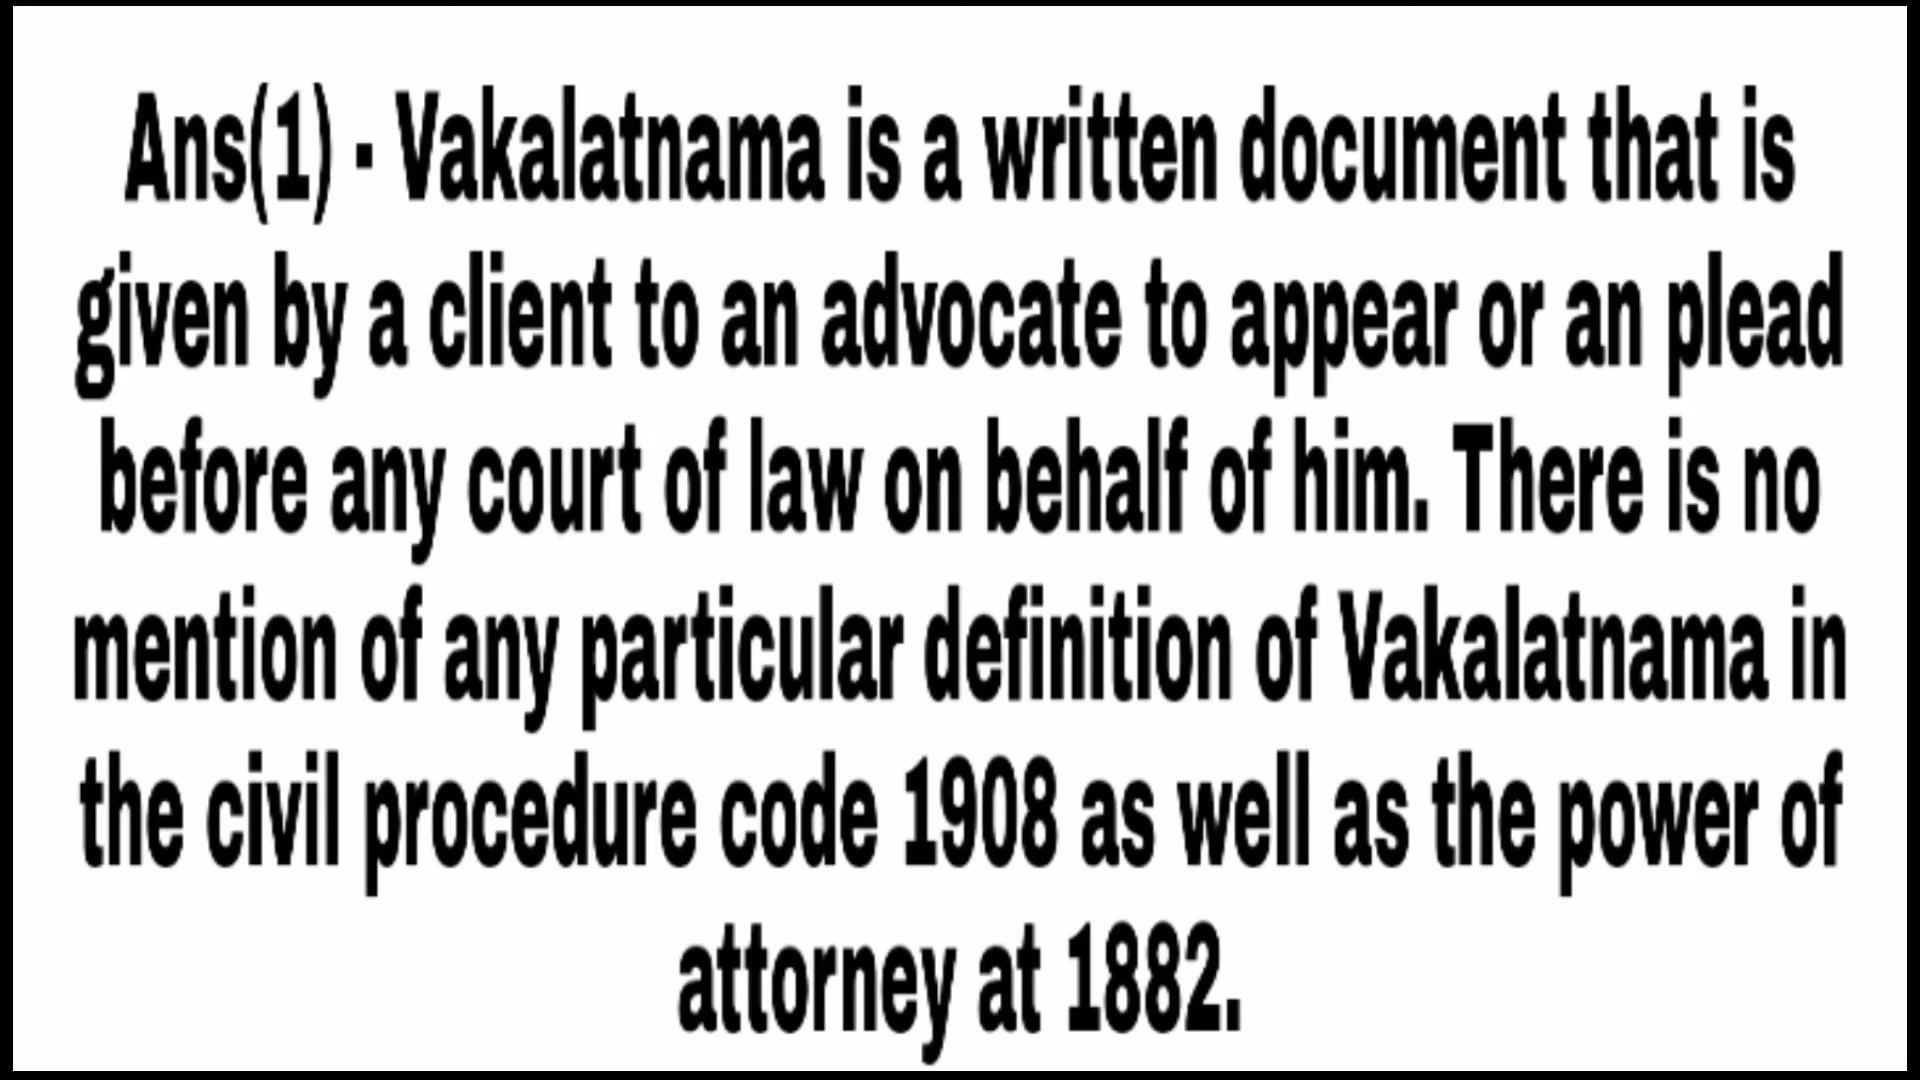 Ans(1) - Vakalatnama is a written document that is
given by a client to an advocate to appear or an plead
before any court of law on behalf of him. There is no
mention of any particular definition of Vakalatnama in
the civil procedure code 1908 as well as the power of
attorney at 1882.